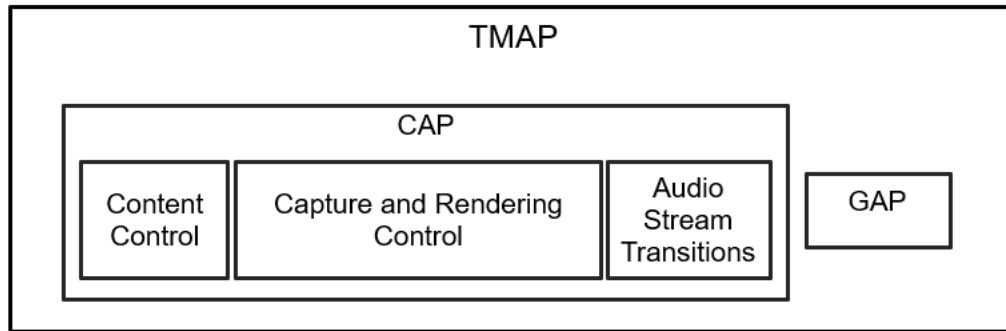 TMAP
CAP
Content
Control
Capture and Rendering
Control
Audio
Stream
Transitions
GAP